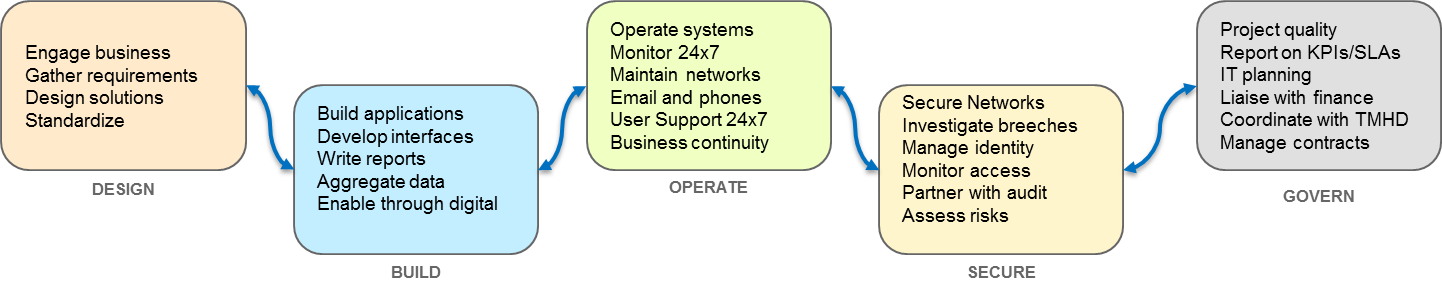 Engage business
Gather requirements
Design solutions
Standardize
DESIGN
Build applications
Develop interfaces
Write reports
Aggregate data
Enable through digital
BUILD
Operate systems
Monitor 24x7
Maintain networks
Email and phones
User Support 24x7
Business continuity
OPERATE
Secure Networks
Investigate breeches
Manage identity
Monitor access
Partner with audit
Assess risks
SECURE
Project quality
Report on KPIs/SLAs
IT planning
Liaise with finance
Coordinate with TMHD
Manage contracts
GOVERN